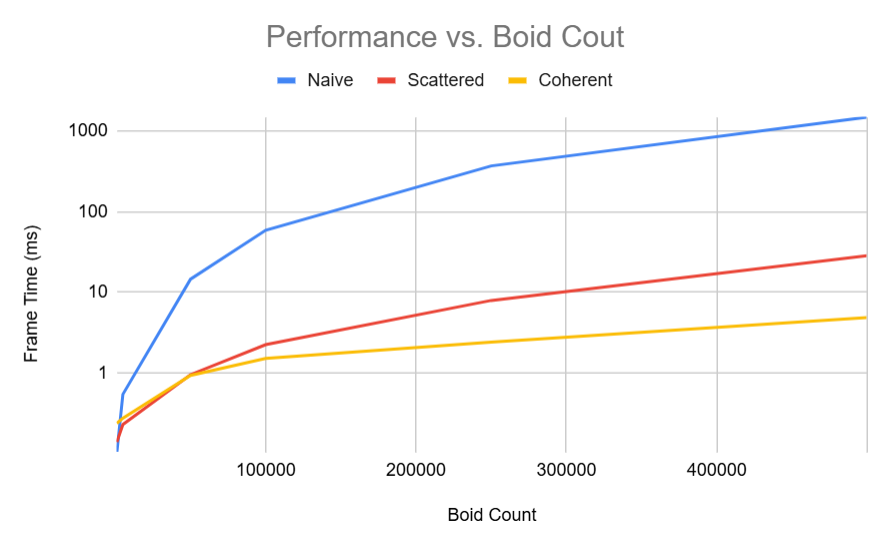 Performance vs. Boid Cout
Naive Scattered Coherent
1000
100
10
1
Frame Time (ms)
100000 200000 300000 400000
Boid Count